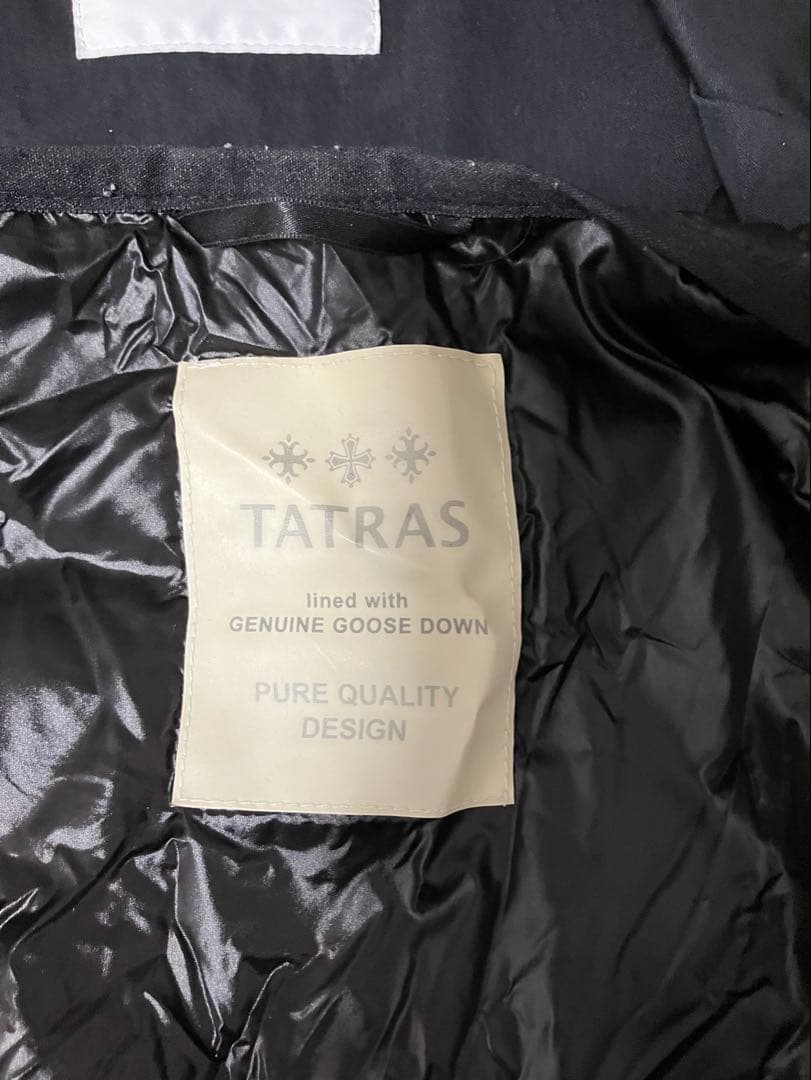 TATRAS
lined with
GENUINE GOOSE DOWN
PURE QUALITY
DESIGN